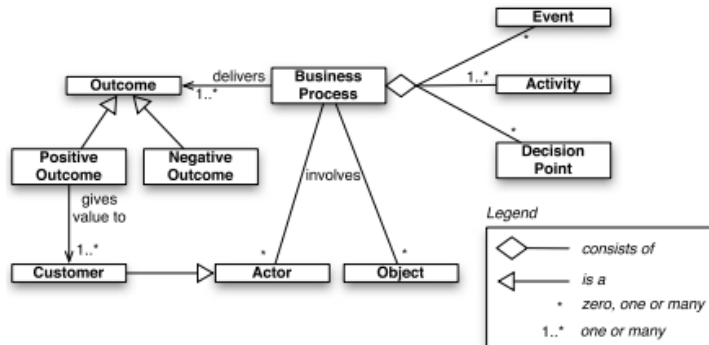 Event
*
delivers
Business
Process
Outcome
1..*
1..*
Activity
*
Positive
Outcome
Negative
Outcome
involves
Decision
Point
gives
value to
Legend
consists of
1..*
*
*
is a
Customer
Actor
Object
* zero, one or many
1..* one or many